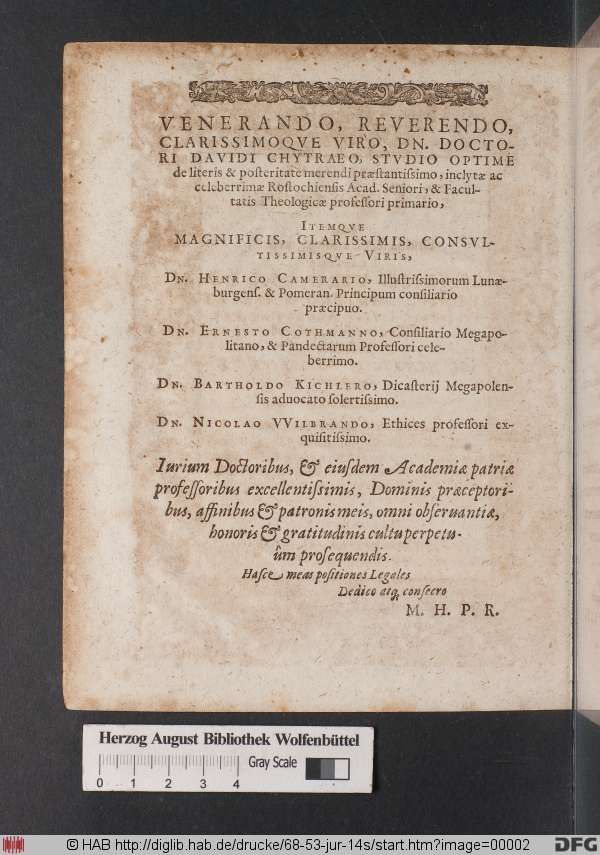 VENERANDO, REVERENDO,
CLARISSIMOQVE VIRO, DN. DOCTO-
RI DAVIDI CHYTRAEO, STVDIO OPTIME
de literis & posteritate merendi præstantissimo, inclytæ ac
celeberrimæ Rostochiensis Acad. Seniori, & Facul-
tatis Theologicæ professori primario,
ITEMQVE
MAGNIFICIS, CLARISSIMIS, CONSVL-
TISSIMISQVE VIRIS,
DN. HENRICO CAMERARIO, Illustrissimorum Lunæ-
burgens. & Pomeran. Principum consiliario
præcipuo.
DN. ERNESTO COTHMANNO, Consiliario Megapo-
litano, & Pandectarum Professori cele-
berrimo.
DN. BARTHOLDO KICHLERO, Dicasterij Megapolen-
sis aduocato solertissimo.
DN. NICOLAO VVILBRANDO, Ethices professori ex-
quisitissimo.
Iurium Doctoribus, & eiusdem Academiæ patriæ
professoribus excellentissimis, Dominis præceptori-
bus, affinibus & patronis meis, omni obseruantiæ,
honoris & gratitudinis cultu perpetu-
ùm prosequendis.
Hasce meas positiones Legales
Dedico atq; consecro
M. H. P. R.
Herzog August Bibliothek Wolfenbüttel
Gray Scale
0 1 2 3 4
© HAB http://diglib.hab.de/drucke/68-53-jur-14s/start.htm?image=00002
DFG